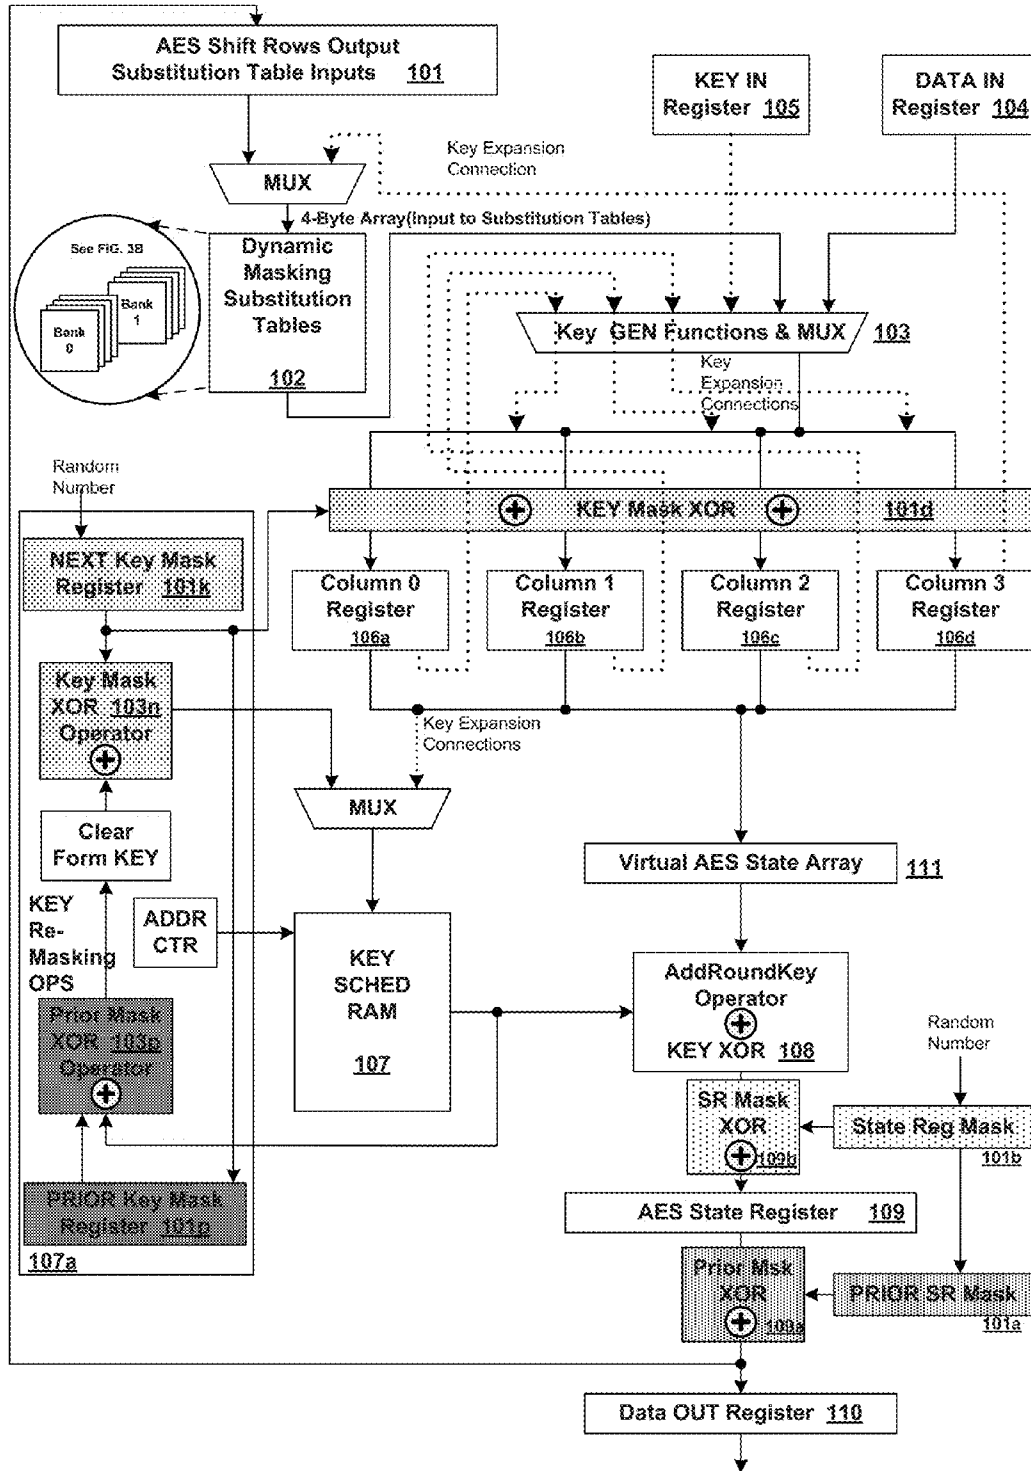 AES Shift Rows Output
Substitution Table Inputs 101
KEY IN
Register 105
DATA IN
Register 104
Key Expansion
Connection
MUX
4-Byte Array(Input to Substitution Tables)
See FIG. 3B
Bank
1
Bank
0
Dynamic
Masking
Substitution
Tables
102
Key GEN Functions & MUX 103
Key
Expansion
Connections
Random
Number
KEY Mask XOR 101d
NEXT Key Mask
Register 101k
Column 0
Register
106a
Column 1
Register
106b
Column 2
Register
106c
Column 3
Register
106d
Key Mask
XOR 103n
Operator
Key Expansion
Connections
MUX
Clear
Form KEY
Virtual AES State Array 111
KEY
Re-
Masking
OPS
ADDR
CTR
KEY
SCHED
RAM
107
AddRoundKey
Operator
KEY XOR 108
Prior Mask
XOR 103p
Operator
Random
Number
SR Mask
XOR
109b
State Reg Mask
101b
PRIOR Key Mask
Register 101p
107a
AES State Register 109
Prior Msk
XOR
109a
PRIOR SR Mask
101a
Data OUT Register 110